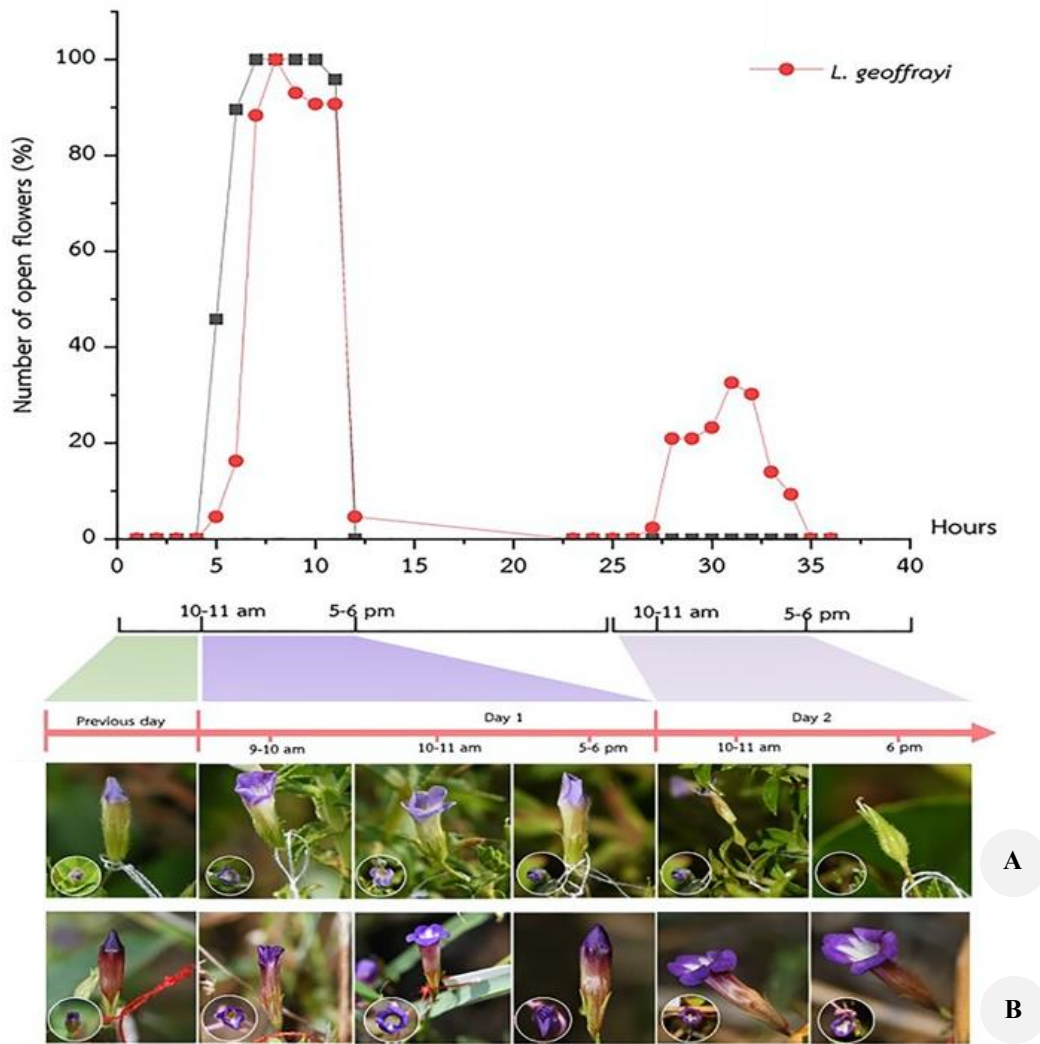 100
80
60
40
20
0
Number of open flowers (%)
L. geoffrayi
0 5 10 15 20 25 30 35 40
Hours
10-11 am 5-6 pm 10-11 am 5-6 pm
Previous day Day 1 Day 2
9-10 am 10-11 am 5-6 pm 10-11 am 6 pm
A
B